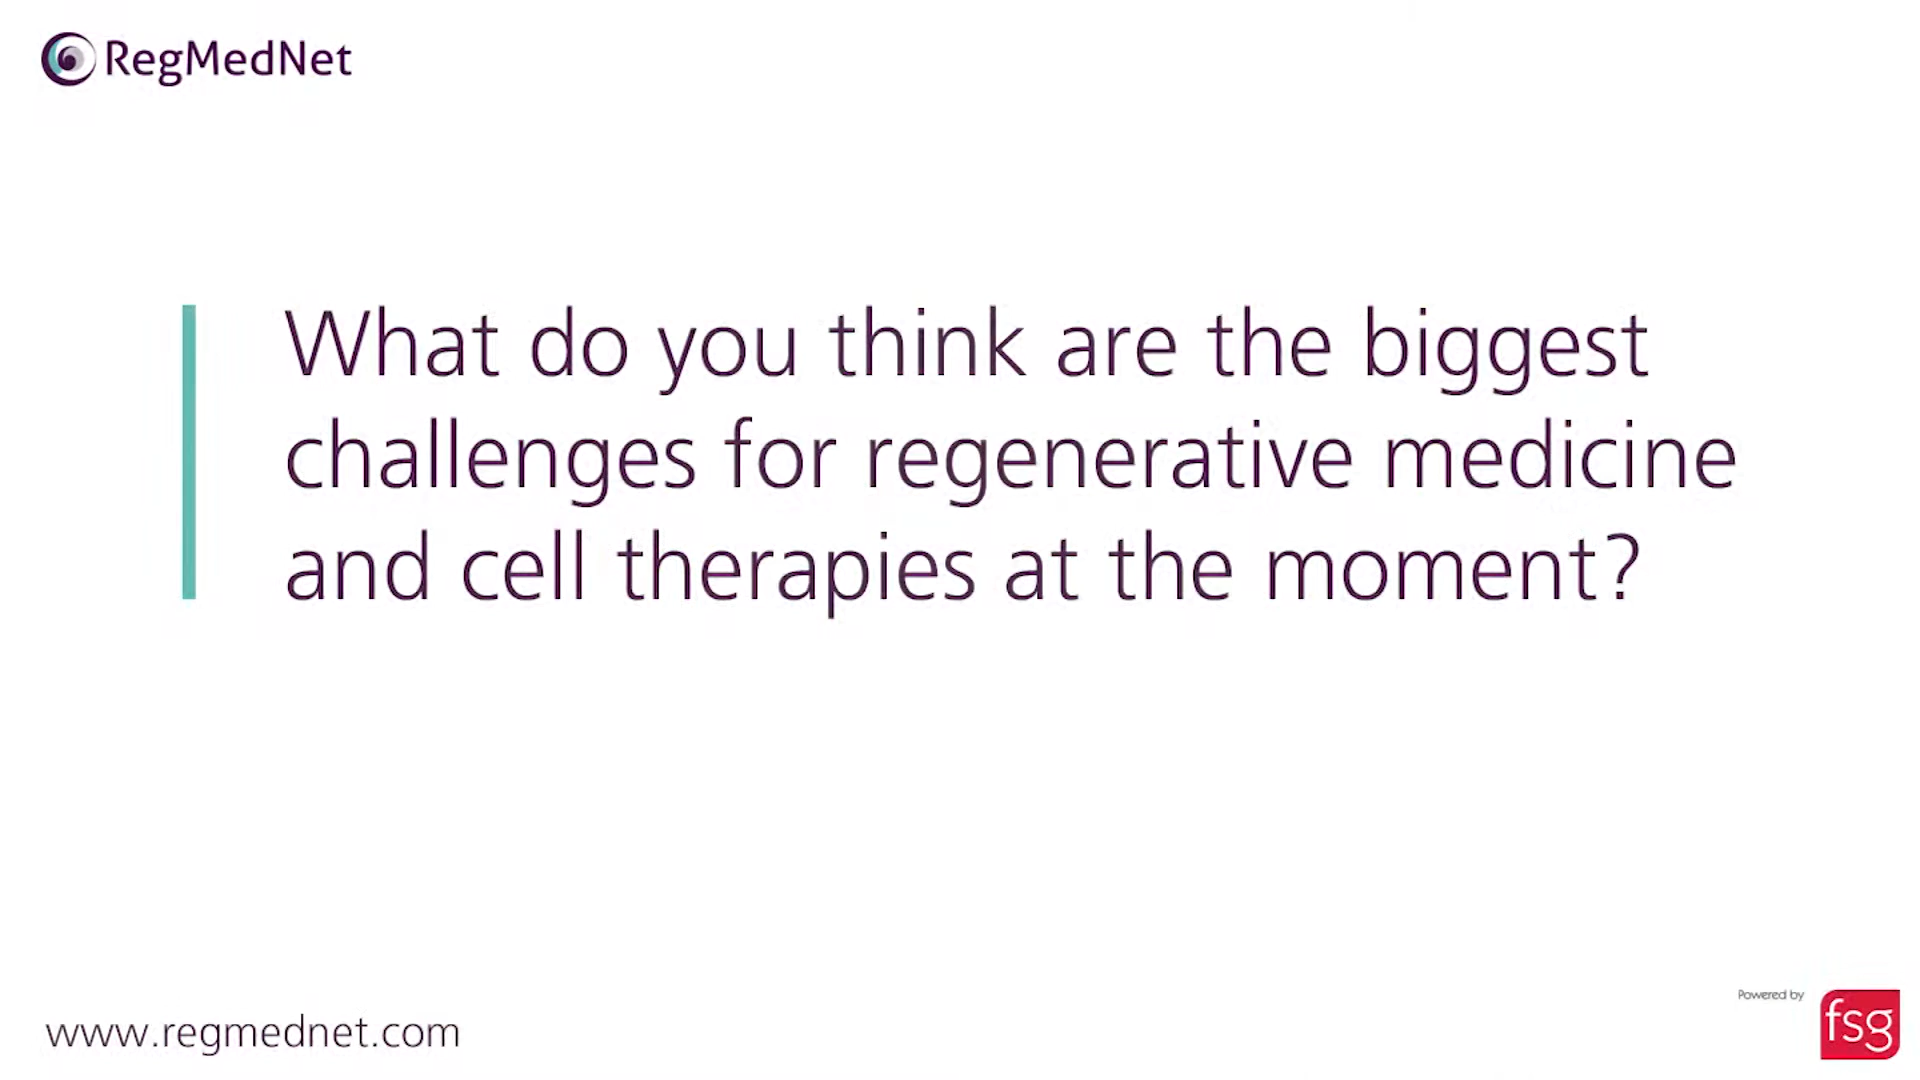 RegMedNet
What do you think are the biggest
challenges for regenerative medicine
and cell therapies at the moment?
www.regmednet.com
Powered by
fsg